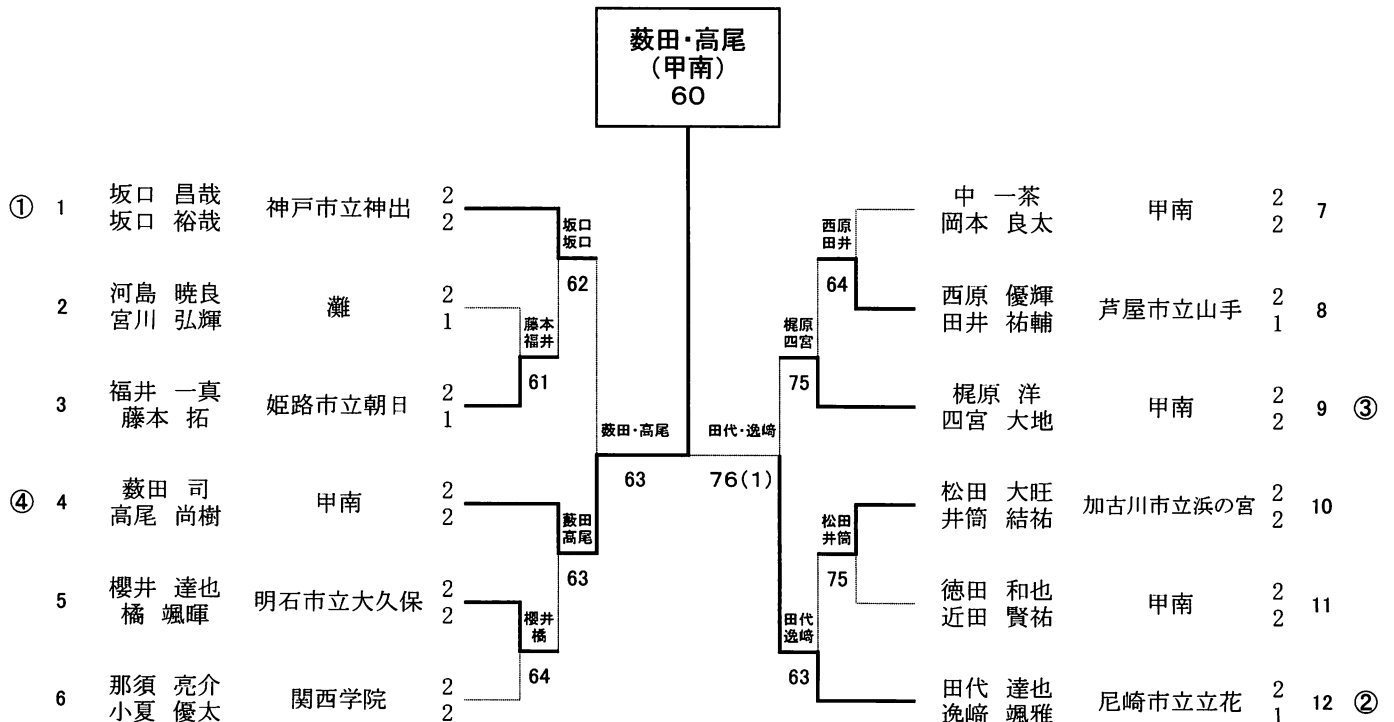 薮田・高尾
(甲南)
60
① 1 坂口 昌哉 神戸市立神出 2
坂口 裕哉 2
坂口
坂口
62
2 河島 暁良 灘 2
宮川 弘輝 1
藤本
福井
61
3 福井 一真 姫路市立朝日 2
藤本 拓 1
薮田・高尾
63
④ 4 薮田 司 甲南 2
高尾 尚樹 2
薮田
高尾
63
5 櫻井 達也 明石市立大久保 2
橘 颯暉 2
櫻井
橘
64
6 那須 亮介 関西学院 2
小夏 優太 2
中 一茶 甲南 2 7
岡本 良太 2
西原
田井
64
西原 優輝 芦屋市立山手 2 8
田井 祐輔 1
梶原
四宮
75
梶原 洋 甲南 2 9 ③
四宮 大地 2
田代・逸﨑
76(1)
松田 大旺 加古川市立浜の宮 2 10
井筒 結祐 2
松田
井筒
75
徳田 和也 甲南 2 11
近田 賢祐 2
田代
逸﨑
63
田代 達也 尼崎市立立花 2 12 ②
逸﨑 颯雅 1